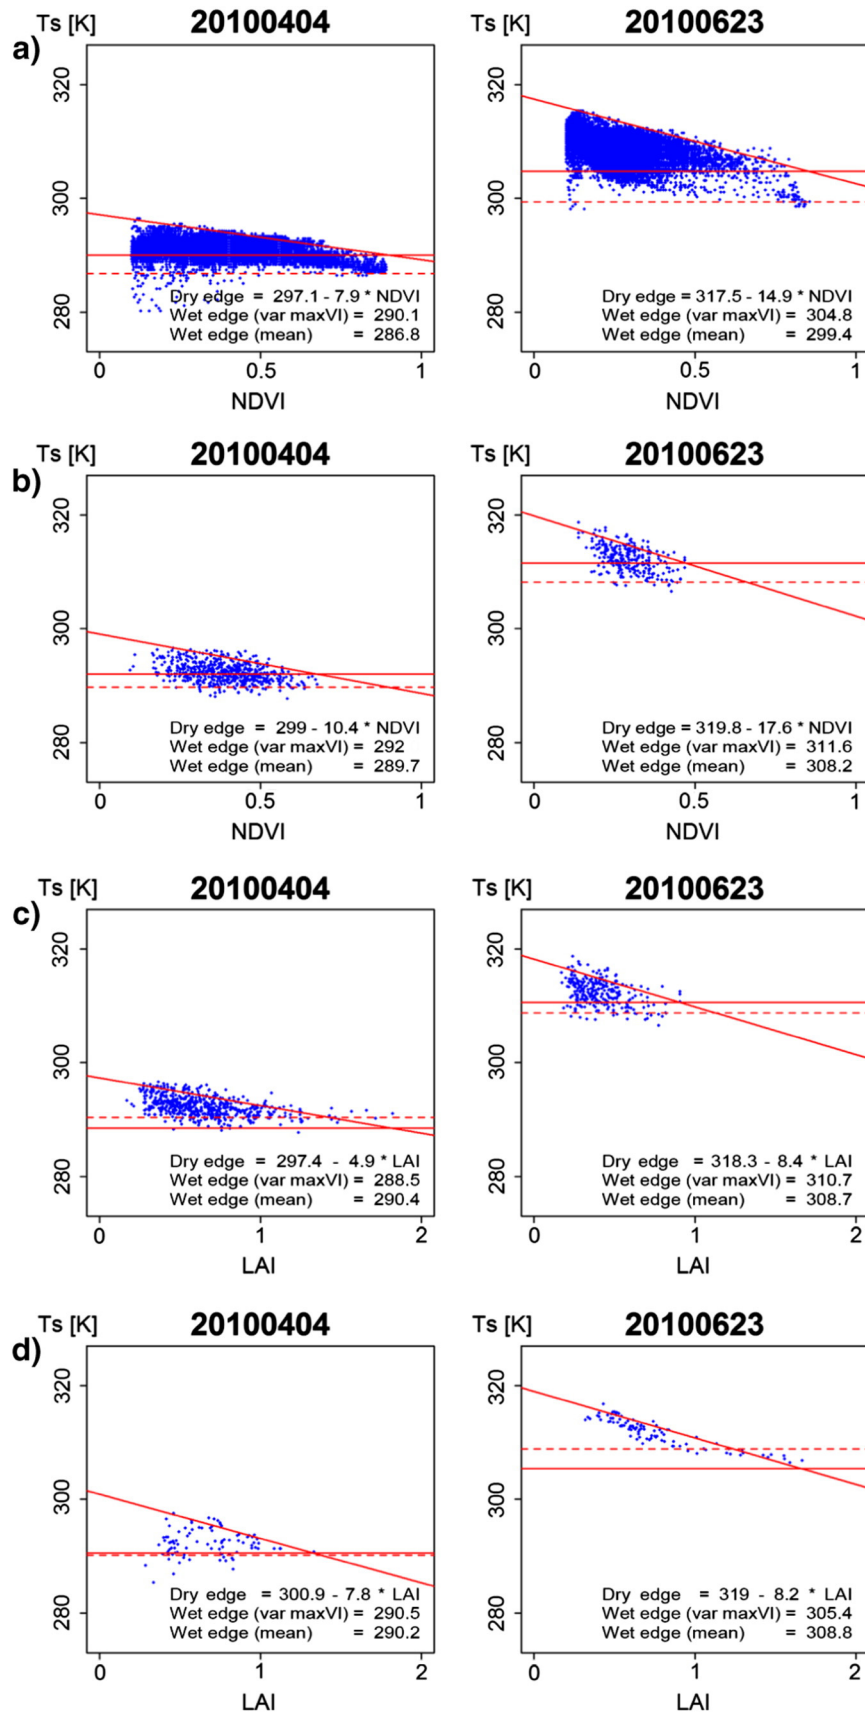 a)
Ts [K]
20100404
320
300
280
Dry edge = 297.1 - 7.9 * NDVI
Wet edge (var maxVI) = 290.1
Wet edge (mean) = 286.8
0 0.5 1
NDVI
Ts [K]
20100623
320
300
280
Dry edge = 317.5 - 14.9 * NDVI
Wet edge (var maxVI) = 304.8
Wet edge (mean) = 299.4
0 0.5 1
NDVI
b)
Ts [K]
20100404
320
300
280
Dry edge = 299 - 10.4 * NDVI
Wet edge (var maxVI) = 292
Wet edge (mean) = 289.7
0 0.5 1
NDVI
Ts [K]
20100623
320
300
280
Dry edge = 319.8 - 17.6 * NDVI
Wet edge (var maxVI) = 311.6
Wet edge (mean) = 308.2
0 0.5 1
NDVI
c)
Ts [K]
20100404
320
300
280
Dry edge = 297.4 - 4.9 * LAI
Wet edge (var maxVI) = 288.5
Wet edge (mean) = 290.4
0 1 2
LAI
Ts [K]
20100623
320
300
280
Dry edge = 318.3 - 8.4 * LAI
Wet edge (var maxVI) = 310.7
Wet edge (mean) = 308.7
0 1 2
LAI
d)
Ts [K]
20100404
320
300
280
Dry edge = 300.9 - 7.8 * LAI
Wet edge (var maxVI) = 290.5
Wet edge (mean) = 290.2
0 1 2
LAI
Ts [K]
20100623
320
300
280
Dry edge = 319 - 8.2 * LAI
Wet edge (var maxVI) = 305.4
Wet edge (mean) = 308.8
0 1 2
LAI